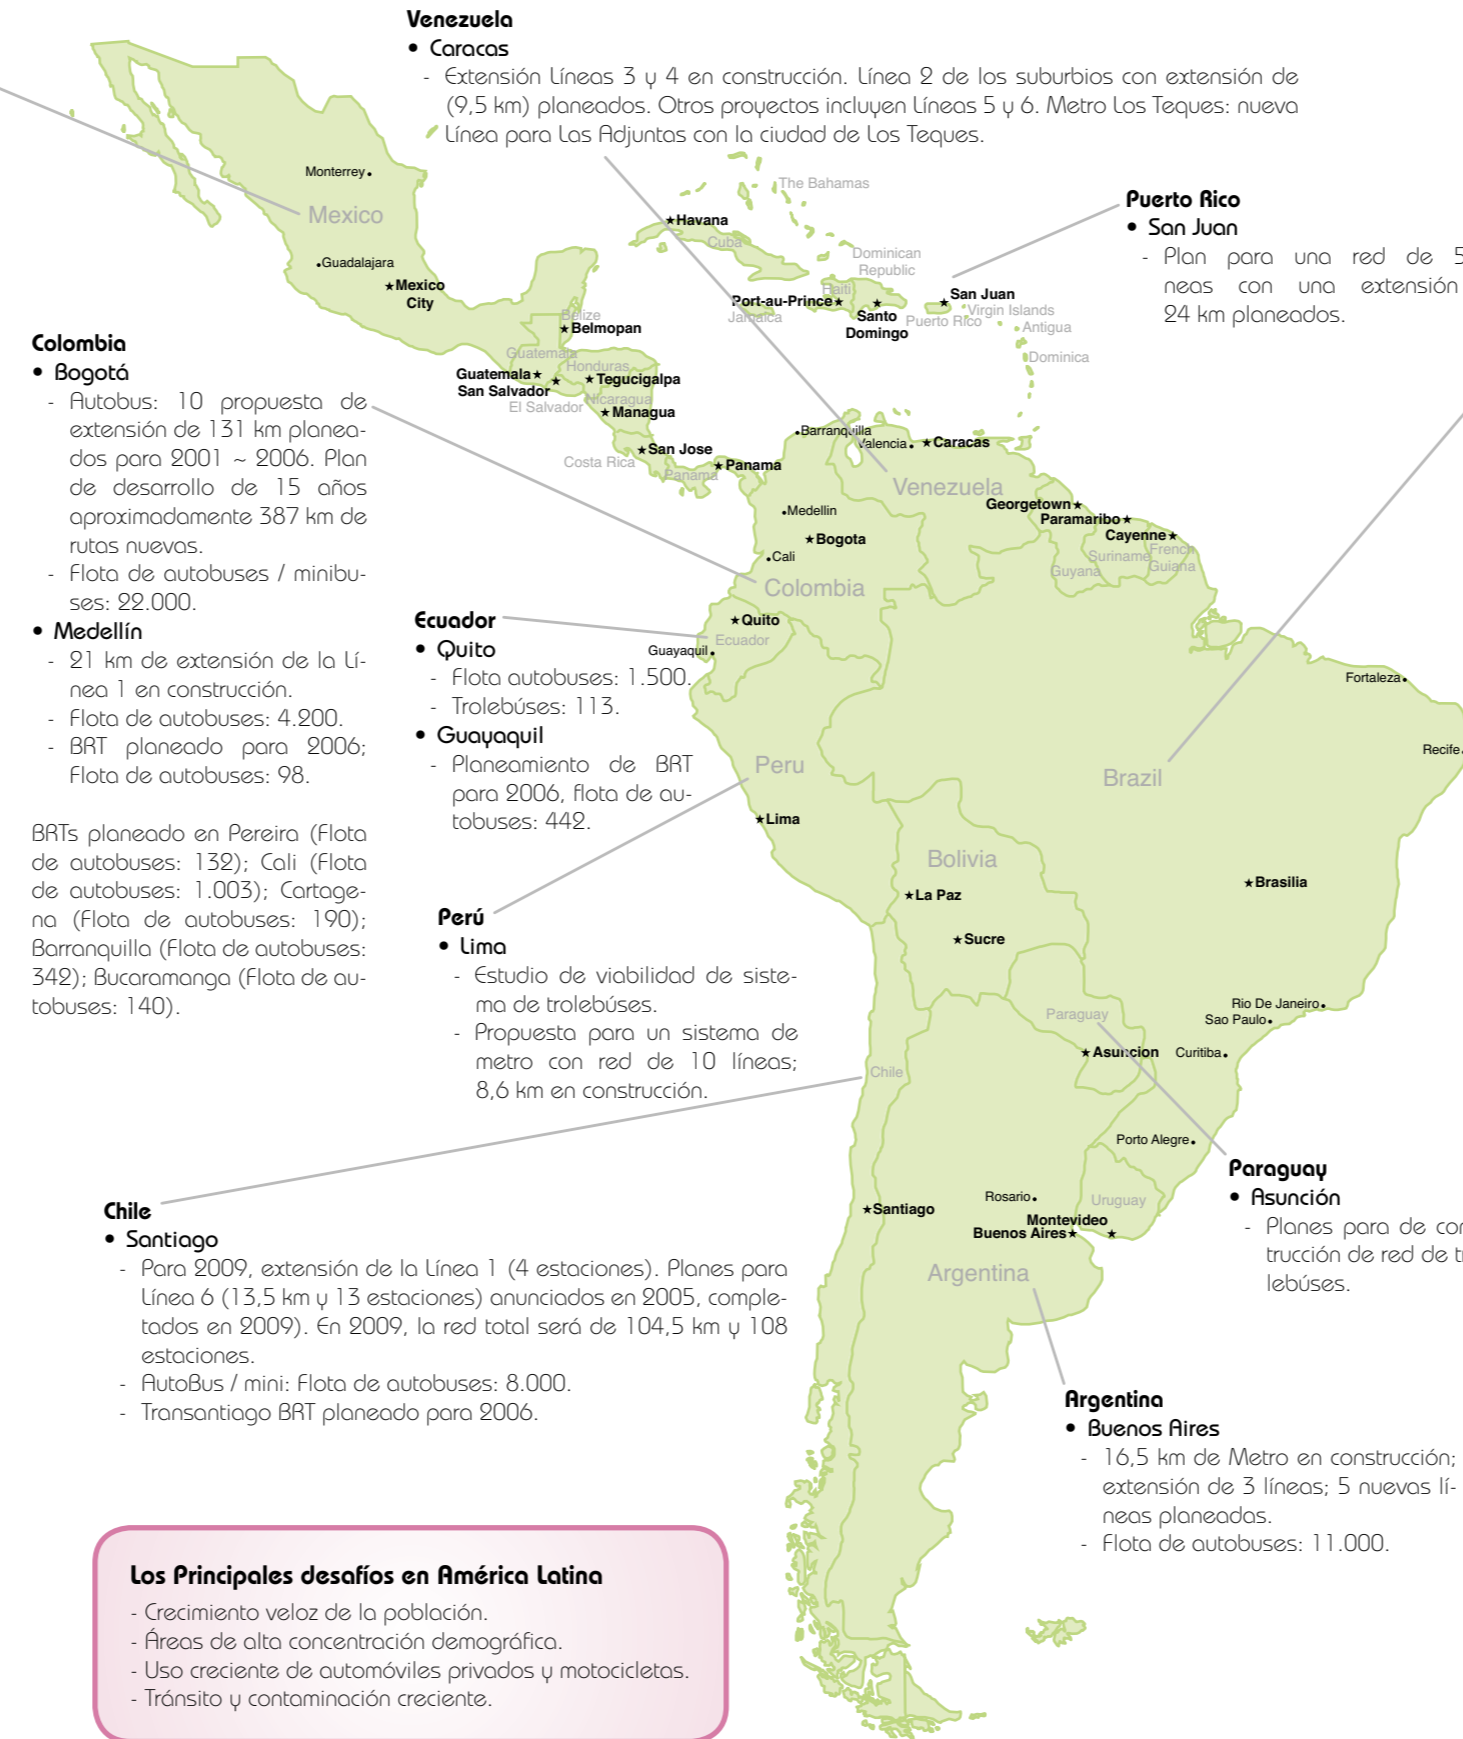 Venezuela
• Caracas
- Extensión Líneas 3 y 4 en construcción. Línea 2 de los suburbios con extensión de
(9,5 km) planeados. Otros proyectos incluyen Líneas 5 y 6. Metro Los Teques: nueva
Línea para Las Adjuntas con la ciudad de Los Teques.
Puerto Rico
• San Juan
- Plan para una red de 5
neas con una extensión
24 km planeados.
Colombia
• Bogotá
- Autobus: 10 propuesta de
extensión de 131 km planea-
dos para 2001 ~ 2006. Plan
de desarrollo de 15 años
aproximadamente 387 km de
rutas nuevas.
- Flota de autobuses / minibu-
ses: 22.000.
• Medellín
- 21 km de extensión de la Lí-
nea 1 en construcción.
- Flota de autobuses: 4.200.
- BRT planeado para 2006;
Flota de autobuses: 98.
BRTs planeado en Pereira (Flota
de autobuses: 132); Cali (Flota
de autobuses: 1.003); Cartage-
na (Flota de autobuses: 190);
Barranquilla (Flota de autobuses:
342); Bucaramanga (Flota de au-
tobuses: 140).
Ecuador
• Quito
- Flota autobuses: 1.500.
- Trolebúses: 113.
• Guayaquil
- Planeamiento de BRT
para 2006, flota de au-
tobuses: 442.
Perú
• Lima
- Estudio de viabilidad de siste-
ma de trolebúses.
- Propuesta para un sistema de
metro con red de 10 líneas;
8,6 km en construcción.
Chile
• Santiago
- Para 2009, extensión de la Línea 1 (4 estaciones). Planes para
Línea 6 (13,5 km y 13 estaciones) anunciados en 2005, comple-
tados en 2009). En 2009, la red total será de 104,5 km y 108
estaciones.
- AutoBus / mini: Flota de autobuses: 8.000.
- Transantiago BRT planeado para 2006.
Paraguay
• Asunción
- Planes para de con
trucción de red de tr
lebúses.
Argentina
• Buenos Aires
- 16,5 km de Metro en construcción;
extensión de 3 líneas; 5 nuevas lí-
neas planeadas.
- Flota de autobuses: 11.000.
Los Principales desafíos en América Latina
- Crecimiento veloz de la población.
- Áreas de alta concentración demográfica.
- Uso creciente de automóviles privados y motocicletas.
- Tránsito y contaminación creciente.
Monterrey
Mexico
Guadalajara
Mexico
City
The Bahamas
Havana
Cuba
Dominican
Republic
Haiti
Port-au-Prince
Jamaica
Santo
Domingo
San Juan
Puerto Rico
Virgin Islands
Antigua
Dominica
Belize
Belmopan
Guatemala
Honduras
Guatemala
Tegucigalpa
San Salvador
El Salvador
Nicaragua
Managua
San Jose
Costa Rica
Panama
Panama
Barranquilla
Valencia
Caracas
Venezuela
Georgetown
Paramaribo
Cayenne
Guyana
Suriname
French
Guiana
Medellin
Bogota
Cali
Colombia
Quito
Ecuador
Guayaquil
Fortaleza
Recife
Peru
Brazil
Lima
Bolivia
La Paz
Sucre
Brasilia
Rio De Janeiro
Sao Paulo
Paraguay
Asuncion
Curitiba
Chile
Porto Alegre
Rosario
Uruguay
Santiago
Montevideo
Buenos Aires
Argentina